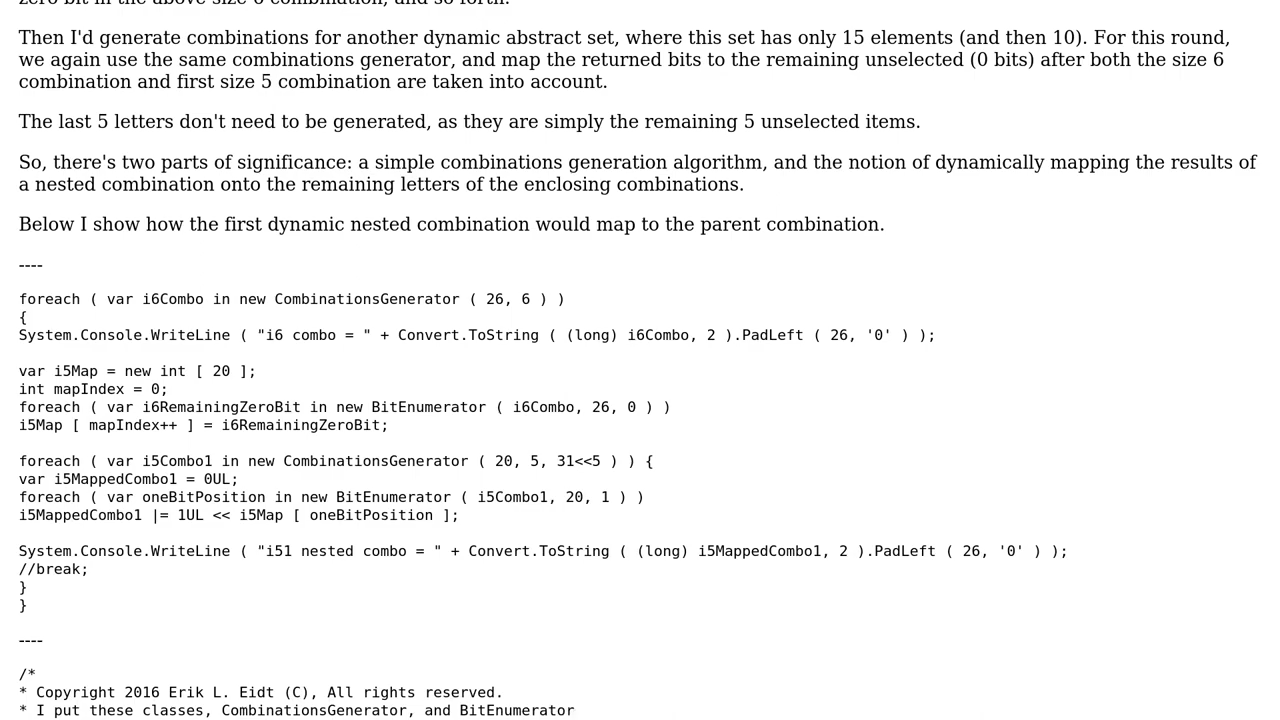 zero bit in the above size 6 combination, and so forth.
Then I'd generate combinations for another dynamic abstract set, where this set has only 15 elements (and then 10). For this round,
we again use the same combinations generator, and map the returned bits to the remaining unselected (0 bits) after both the size 6
combination and first size 5 combination are taken into account.
The last 5 letters don't need to be generated, as they are simply the remaining 5 unselected items.
So, there's two parts of significance: a simple combinations generation algorithm, and the notion of dynamically mapping the results of
a nested combination onto the remaining letters of the enclosing combinations.
Below I show how the first dynamic nested combination would map to the parent combination.
----
foreach ( var i6Combo in new CombinationsGenerator ( 26, 6 ) )
{
System.Console.WriteLine ( "i6 combo = " + Convert.ToString ( (long) i6Combo, 2 ).PadLeft ( 26, '0' ) );
var i5Map = new int [ 20 ];
int mapIndex = 0;
foreach ( var i6RemainingZeroBit in new BitEnumerator ( i6Combo, 26, 0 ) )
i5Map [ mapIndex++ ] = i6RemainingZeroBit;
foreach ( var i5Combo1 in new CombinationsGenerator ( 20, 5, 31<<5 ) ) {
var i5MappedCombo1 = 0UL;
foreach ( var oneBitPosition in new BitEnumerator ( i5Combo1, 20, 1 ) )
i5MappedCombo1 |= 1UL << i5Map [ oneBitPosition ];
System.Console.WriteLine ( "i51 nested combo = " + Convert.ToString ( (long) i5MappedCombo1, 2 ).PadLeft ( 26, '0' ) );
//break;
}
}
----
/*
* Copyright 2016 Erik L. Eidt (C), All rights reserved.
* I put these classes, CombinationsGenerator, and BitEnumerator